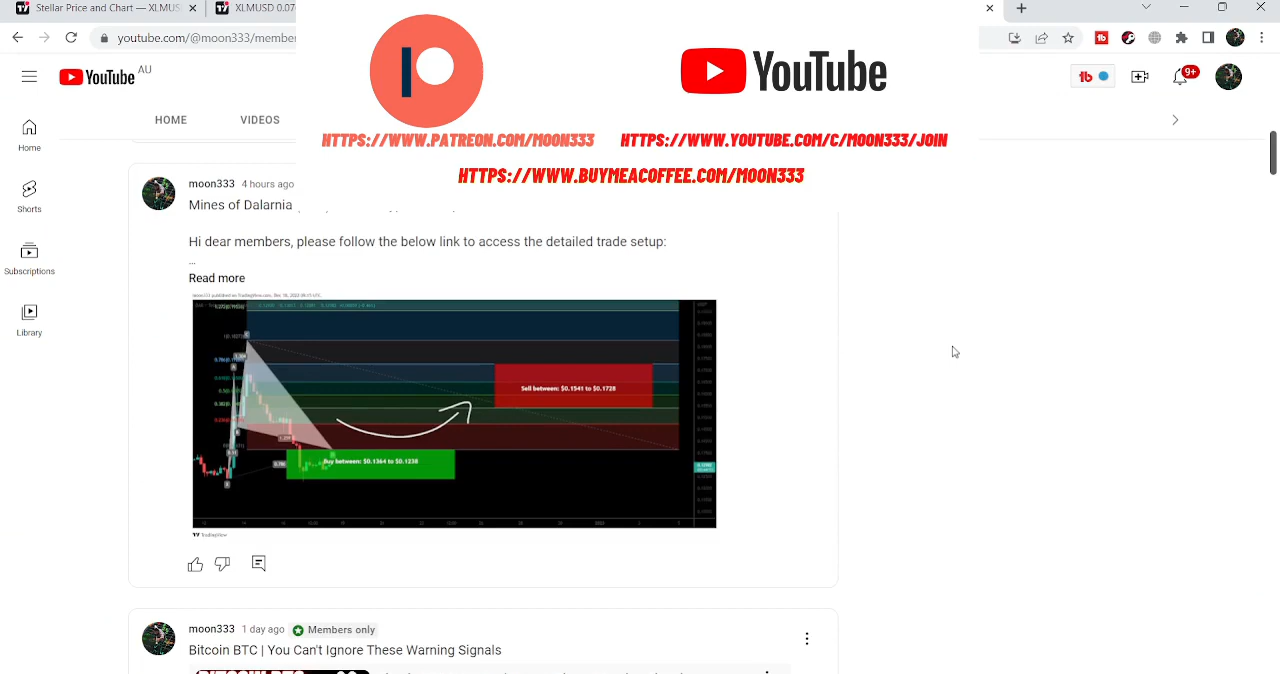 Stellar Price and Chart — XLMUS
XLMUSD 0.07
youtube.com/@moon333/member
YouTube AU
9+
HOME
VIDEOS
YouTube
HTTPS://WWW.PATREON.COM/MOON333
HTTPS://WWW.YOUTUBE.COM/C/MOON333/JOIN
HTTPS://WWW.BUYMEACOFFEE.COM/MOON333
Home
Shorts
Subscriptions
Library
moon333 4 hours ago
Mines of Dalarnia
Hi dear members, please follow the below link to access the detailed trade setup:
...
Read more
Sell between: $0.1541 to $0.1728
Buy between: $0.1364 to $0.1238
TradingView
moon333 1 day ago Members only
Bitcoin BTC | You Can't Ignore These Warning Signals